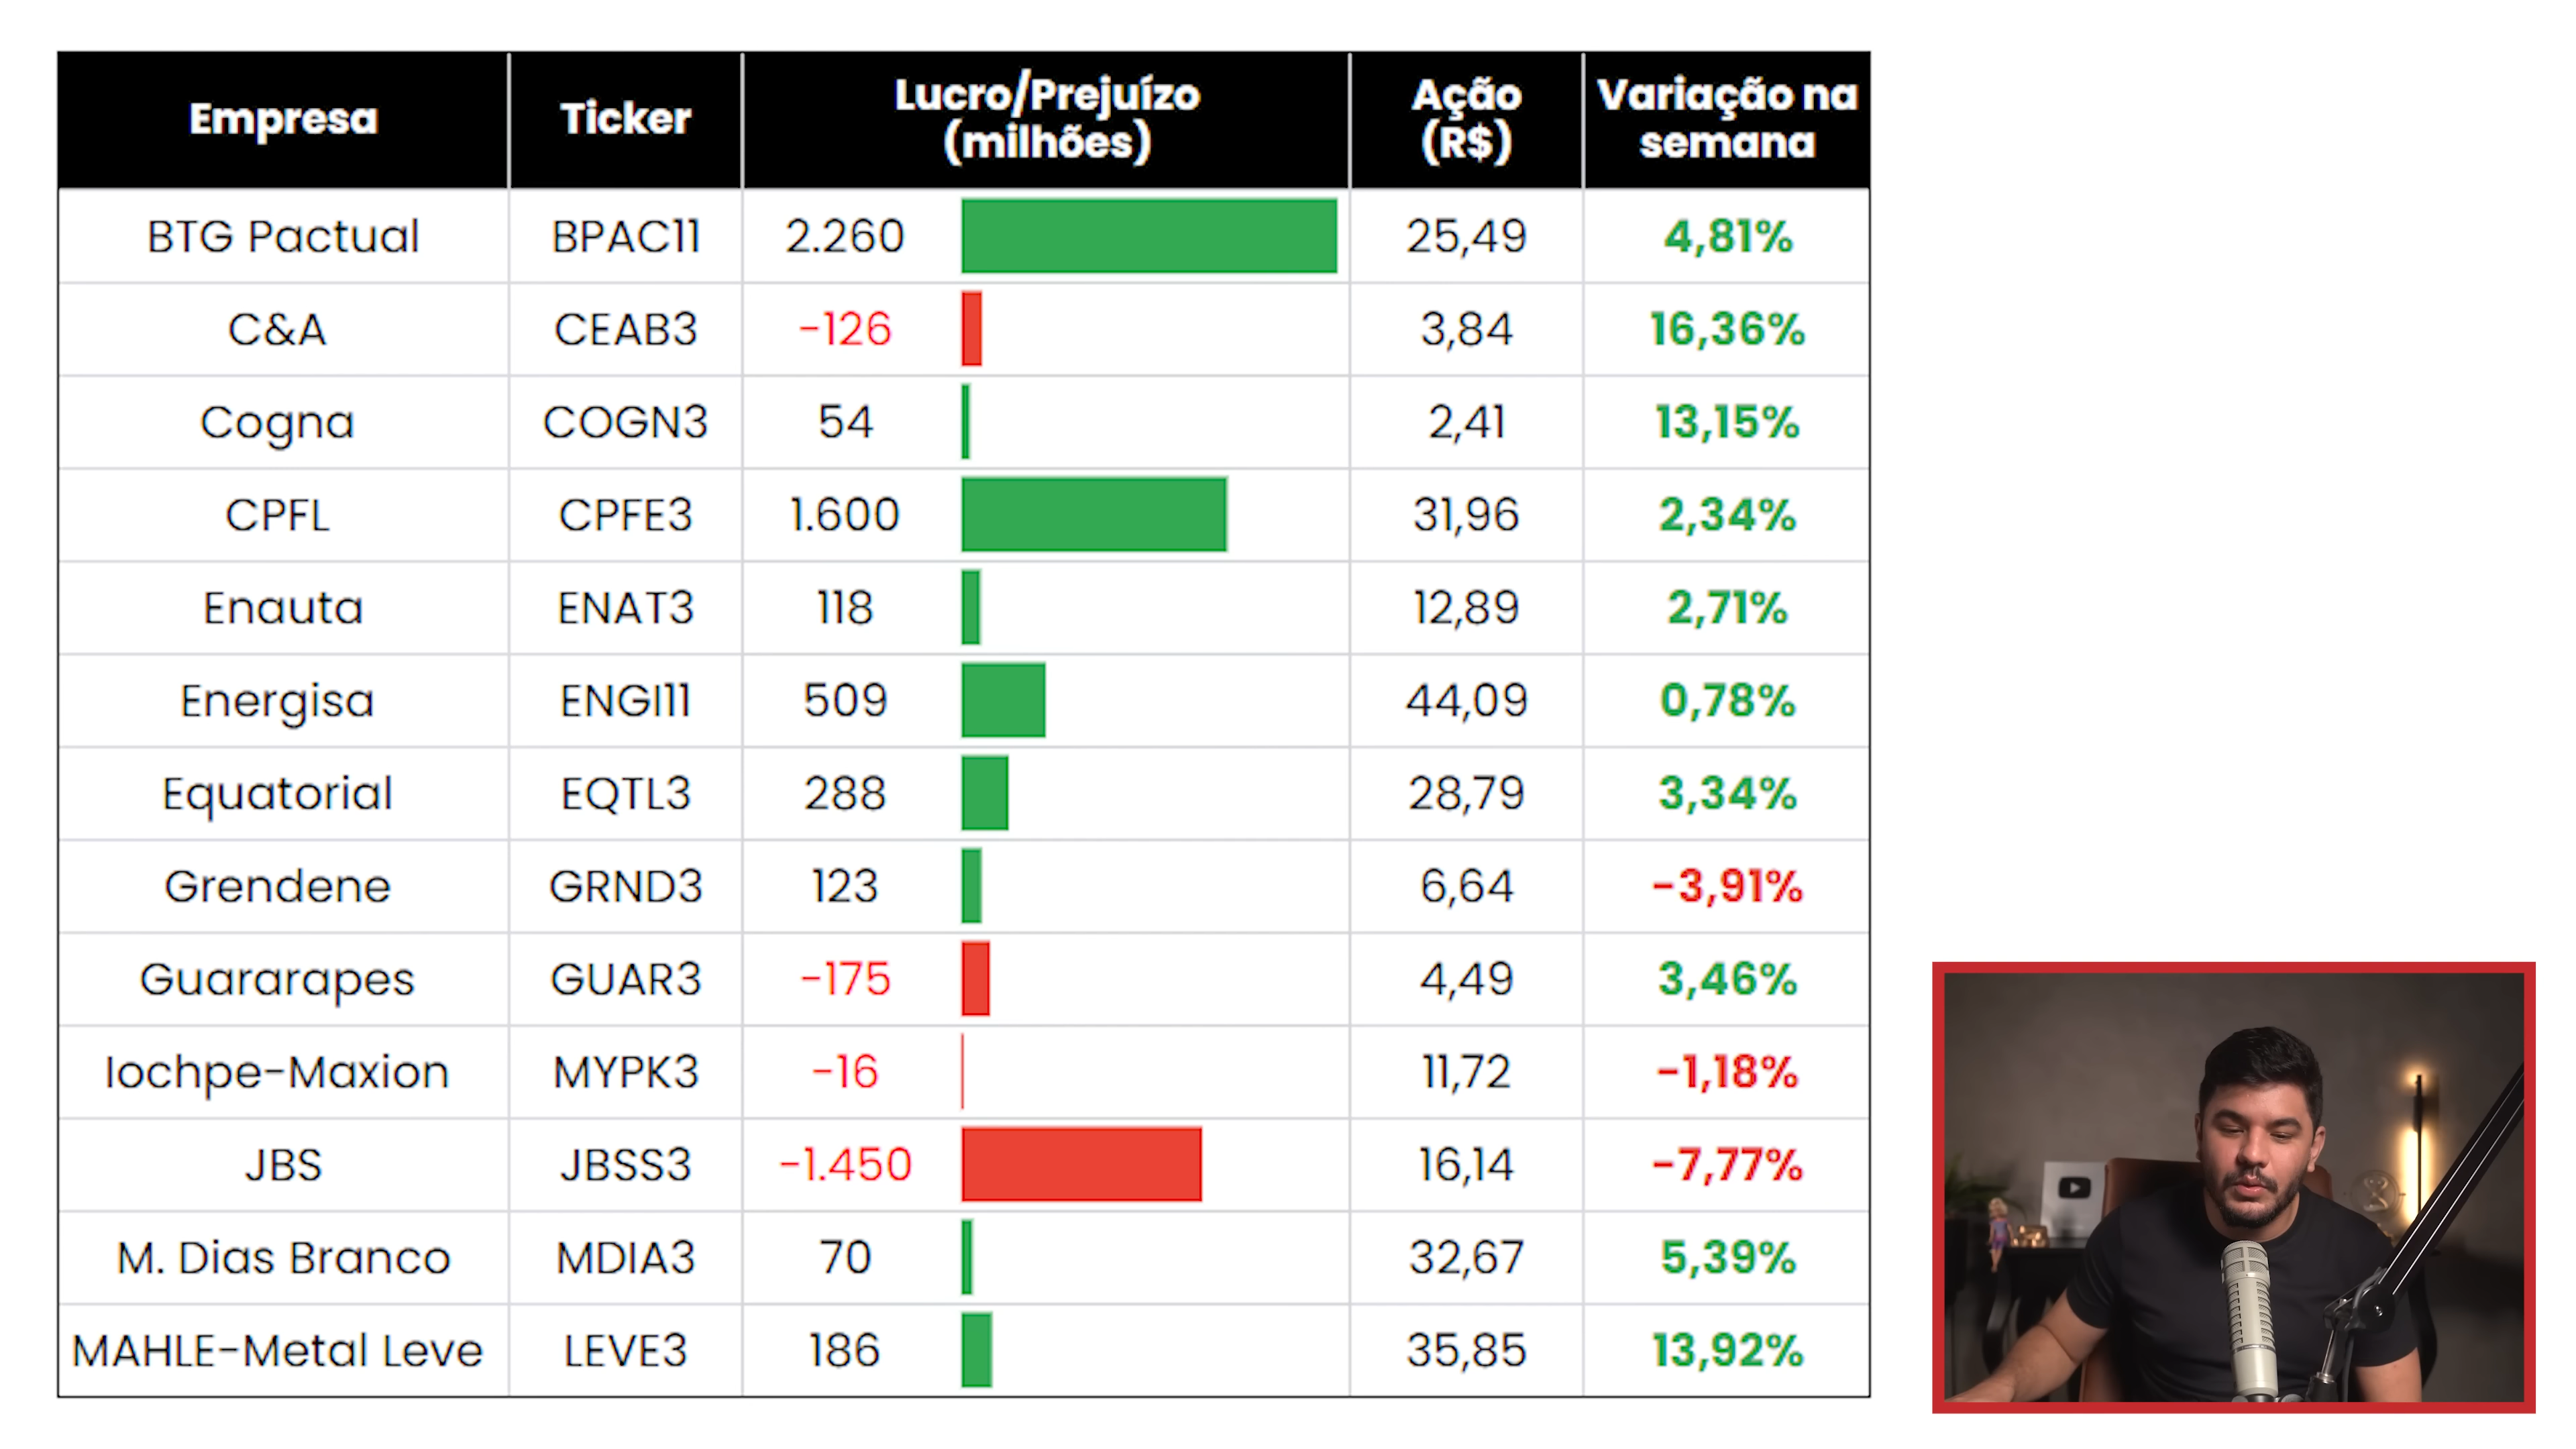 Empresa Ticker Lucro/Prejuízo (milhões) Ação (R$) Variação na semana
BTG Pactual BPAC11 2.260 25,49 4,81%
C&A CEAB3 -126 3,84 16,36%
Cogna COGN3 54 2,41 13,15%
CPFL CPFE3 1.600 31,96 2,34%
Enauta ENAT3 118 12,89 2,71%
Energisa ENGI11 509 44,09 0,78%
Equatorial EQTL3 288 28,79 3,34%
Grendene GRND3 123 6,64 -3,91%
Guararapes GUAR3 -175 4,49 3,46%
Iochpe-Maxion MYPK3 -16 11,72 -1,18%
JBS JBSS3 -1.450 16,14 -7,77%
M. Dias Branco MDIA3 70 32,67 5,39%
MAHLE-Metal Leve LEVE3 186 35,85 13,92%